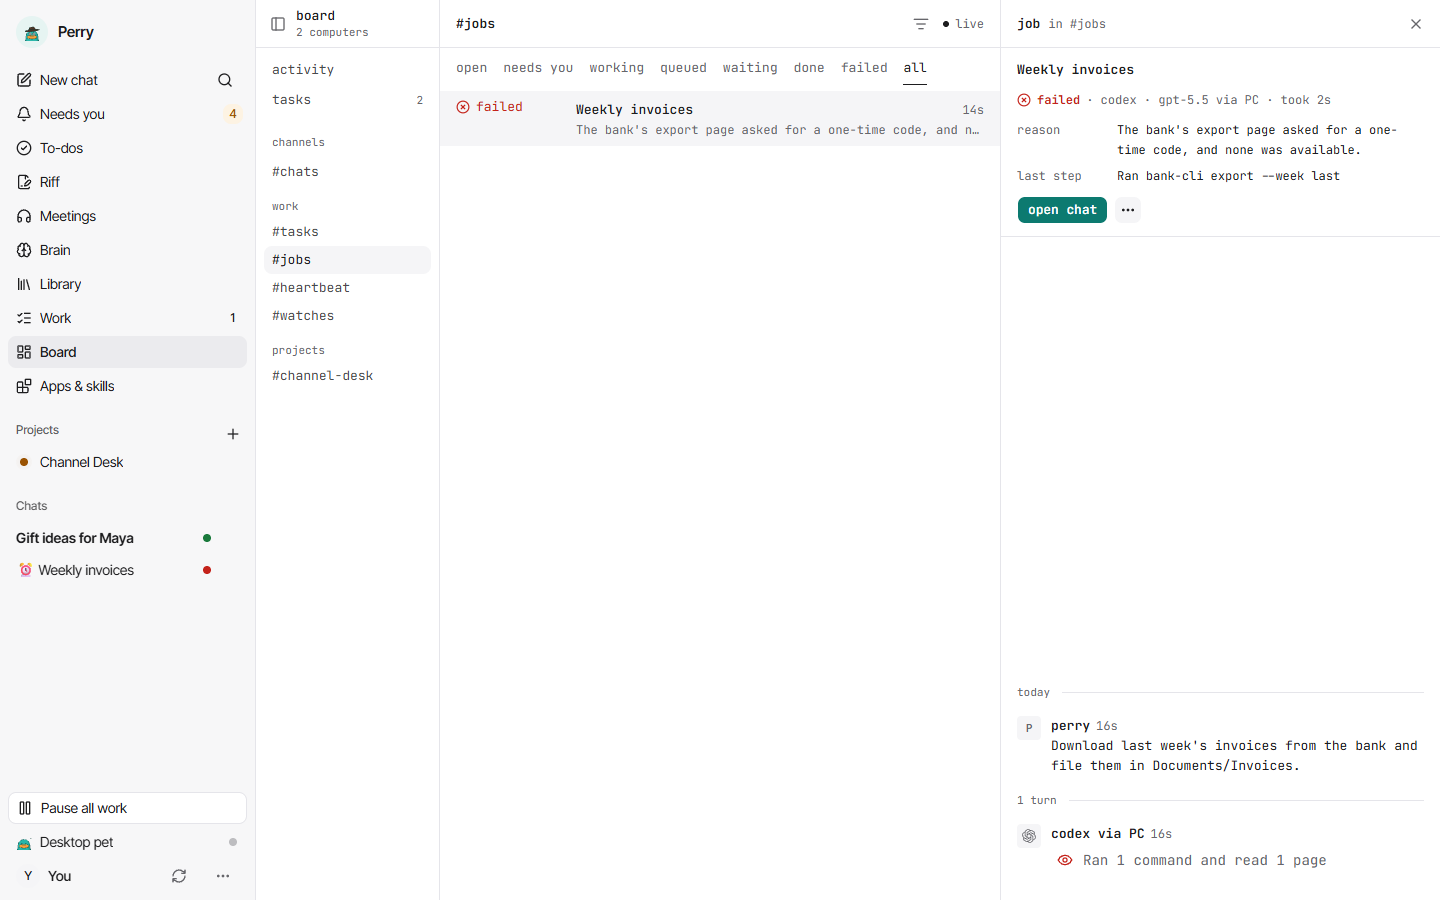 Perry
New chat
Needs you
4
To-dos
Riff
Meetings
Brain
Library
Work
1
Board
Apps & skills
Projects
Channel Desk
Chats
Gift ideas for Maya
Weekly invoices
Pause all work
Desktop pet
Y
You
board
2 computers
activity
tasks
2
channels
#chats
work
#tasks
#jobs
#heartbeat
#watches
projects
#channel-desk
#jobs
live
open needs you working queued waiting done failed all
failed
Weekly invoices
14s
The bank's export page asked for a one-time code, and n…
job in #jobs
Weekly invoices
failed · codex · gpt-5.5 via PC · took 2s
reason
The bank's export page asked for a one-
time code, and none was available.
last step
Ran bank-cli export --week last
open chat
today
P
perry 16s
Download last week's invoices from the bank and
file them in Documents/Invoices.
1 turn
codex via PC 16s
Ran 1 command and read 1 page